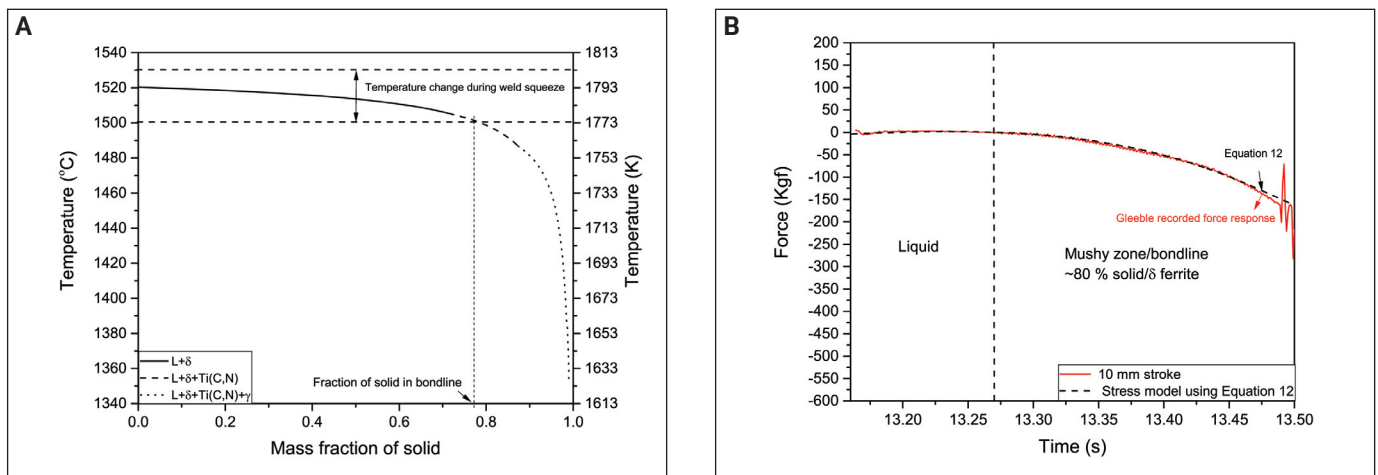 A
1540
1520
1500
1480
1460
1440
1420
1400
1380
1360
1340
Temperature (°C)
1813
1793
1773
1753
1733
1713
1693
1673
1653
1633
1613
Temperature (K)
Temperature change during weld squeeze
L+δ
L+δ+Ti(C,N)
L+δ+Ti(C,N)+γ
Fraction of solid in bondline
0.0 0.2 0.4 0.6 0.8 1.0
Mass fraction of solid
B
200
150
100
50
0
-50
-100
-150
-200
-250
-300
-350
-400
-450
-500
-550
-600
Force (Kgf)
Equation 12
Gleeble recorded force response
Liquid
Mushy zone/bondline
~80 % solid/δ ferrite
10 mm stroke
Stress model using Equation 12
13.20 13.25 13.30 13.35 13.40 13.45 13.50
Time (s)